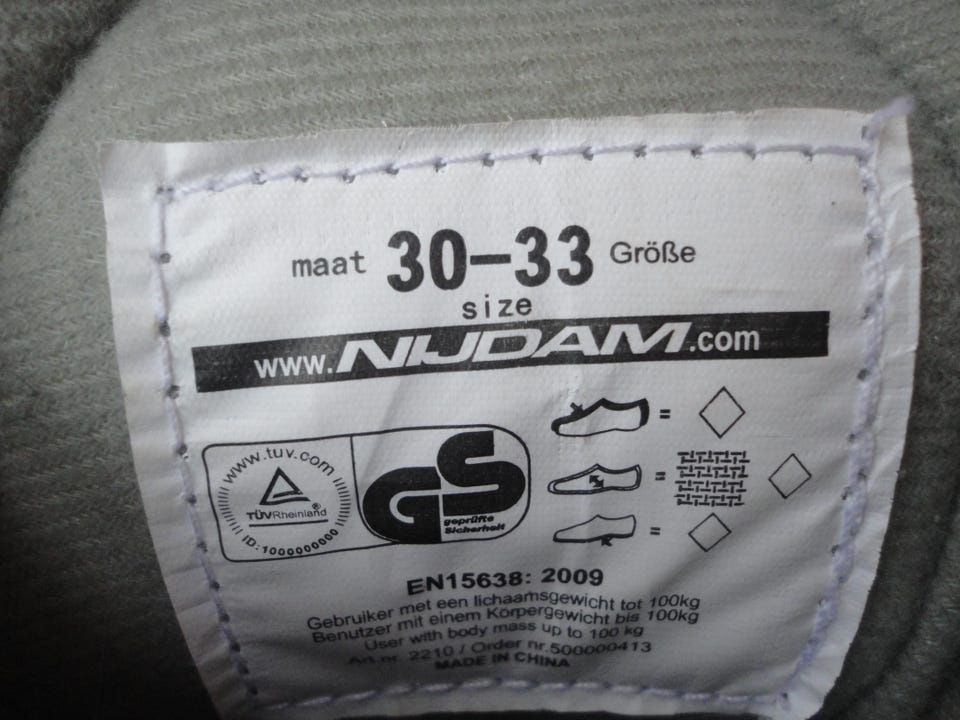 maat 30-33 Größe
size
www.NIJDAM.com
www.tuv.com
TÜVRheinland®
ID: 1000000000
GS
geprüfte
Sicherheit
=
=
=
EN15638: 2009
Gebruiker met een lichaamsgewicht tot 100kg
Benutzer mit einem Körpergewicht bis 100kg
User with body mass up to 100 kg
Art.nr. 2210 / Order nr.500000413
MADE IN CHINA